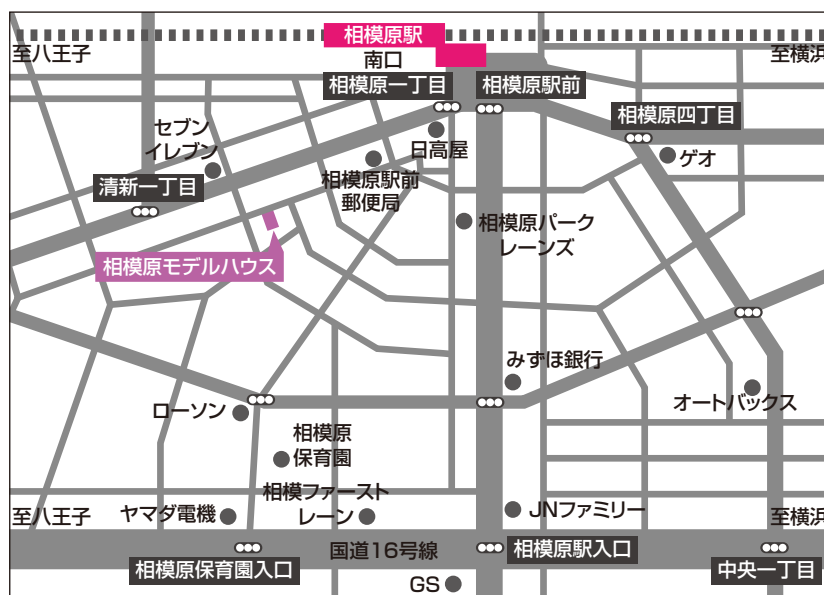 相模原駅
至八王子
南口
至横浜
相模原一丁目
相模原駅前
相模原四丁目
セブン
イレブン
日高屋
ゲオ
相模原駅前
郵便局
清新一丁目
相模原パーク
レーンズ
相模原モデルハウス
みずほ銀行
オートバックス
ローソン
相模原
保育園
相模ファースト
レーン
ヤマダ電機
JNファミリー
至八王子
至横浜
国道16号線
相模原駅入口
相模原保育園入口
中央一丁目
GS